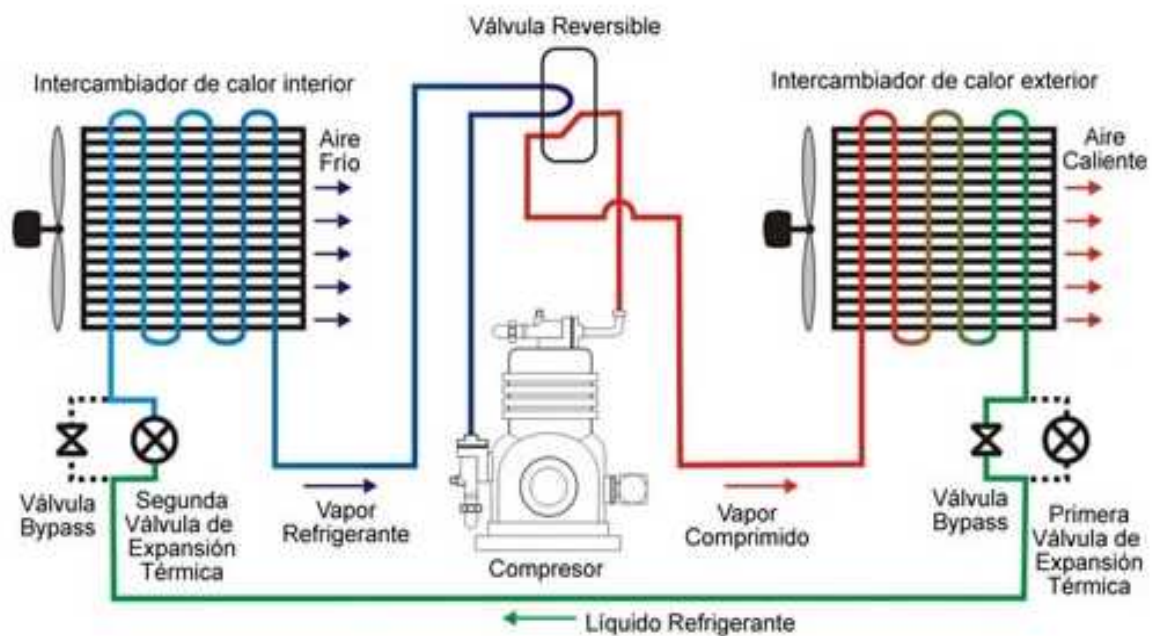 Válvula Reversible
Intercambiador de calor interior
Intercambiador de calor exterior
Aire
Frío
Aire
Caliente
Válvula
Bypass
Segunda
Válvula de
Expansión
Térmica
Vapor
Refrigerante
Compresor
Vapor
Comprimido
Válvula
Bypass
Primera
Válvula de
Expansión
Térmica
Líquido Refrigerante